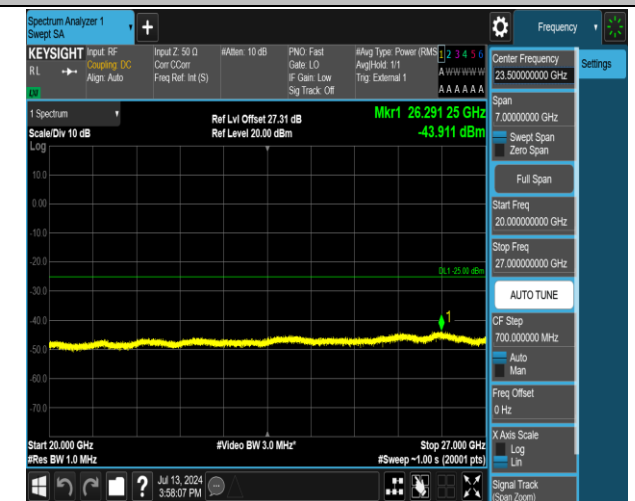 Spectrum Analyzer 1
Swept SA
+
Frequency
KEYSIGHT
RL
LXI
Input: RF
Coupling: DC
Align: Auto
Input Z: 50 Ω
Corr CCorr
Freq Ref: Int (S)
#Atten: 10 dB
PNO: Fast
Gate: LO
IF Gain: Low
Sig Track: Off
#Avg Type: Power (RMS
Avg|Hold: 1/1
Trig: External 1
1 2 3 4 5 6
A W W W W W
A A A A A A
1 Spectrum
Scale/Div 10 dB
Log
Ref Lvl Offset 27.31 dB
Ref Level 20.00 dBm
Mkr1 26.291 25 GHz
-43.911 dBm
10.0
0.00
-10.0
-20.0
-30.0
-40.0
-50.0
-60.0
-70.0
DL1 -25.00 dBm
1
Start 20.000 GHz
#Res BW 1.0 MHz
#Video BW 3.0 MHz*
Stop 27.000 GHz
#Sweep ~1.00 s (20001 pts)
Center Frequency
23.50000000 GHz
Span
7.00000000 GHz
Swept Span
Zero Span
Full Span
Start Freq
20.000000000 GHz
Stop Freq
27.000000000 GHz
AUTO TUNE
CF Step
700.000000 MHz
Auto
Man
Freq Offset
0 Hz
X Axis Scale
Log
Lin
Signal Track
(Span Zoom)
Settings
?
Jul 13, 2024
3:58:07 PM